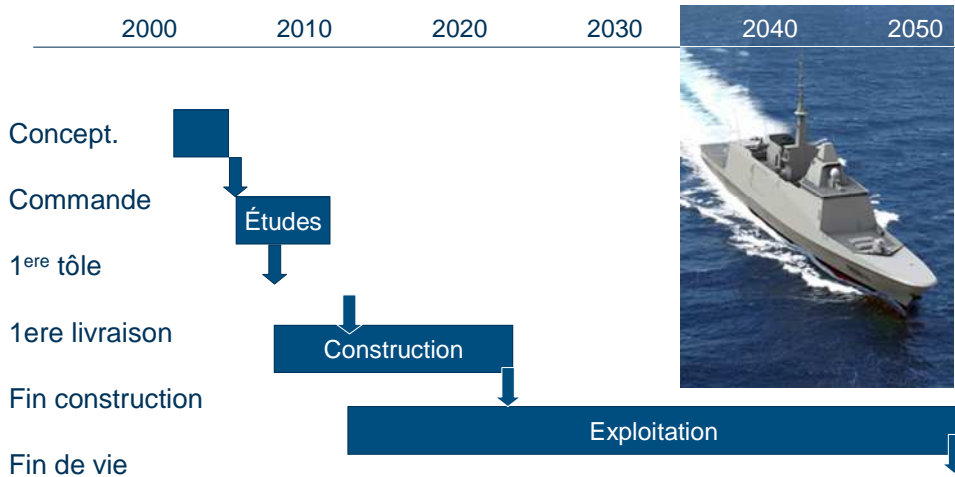 2000 2010 2020 2030 2040 2050
Concept.
Commande
Études
1ere tôle
1ere livraison
Construction
Fin construction
Exploitation
Fin de vie